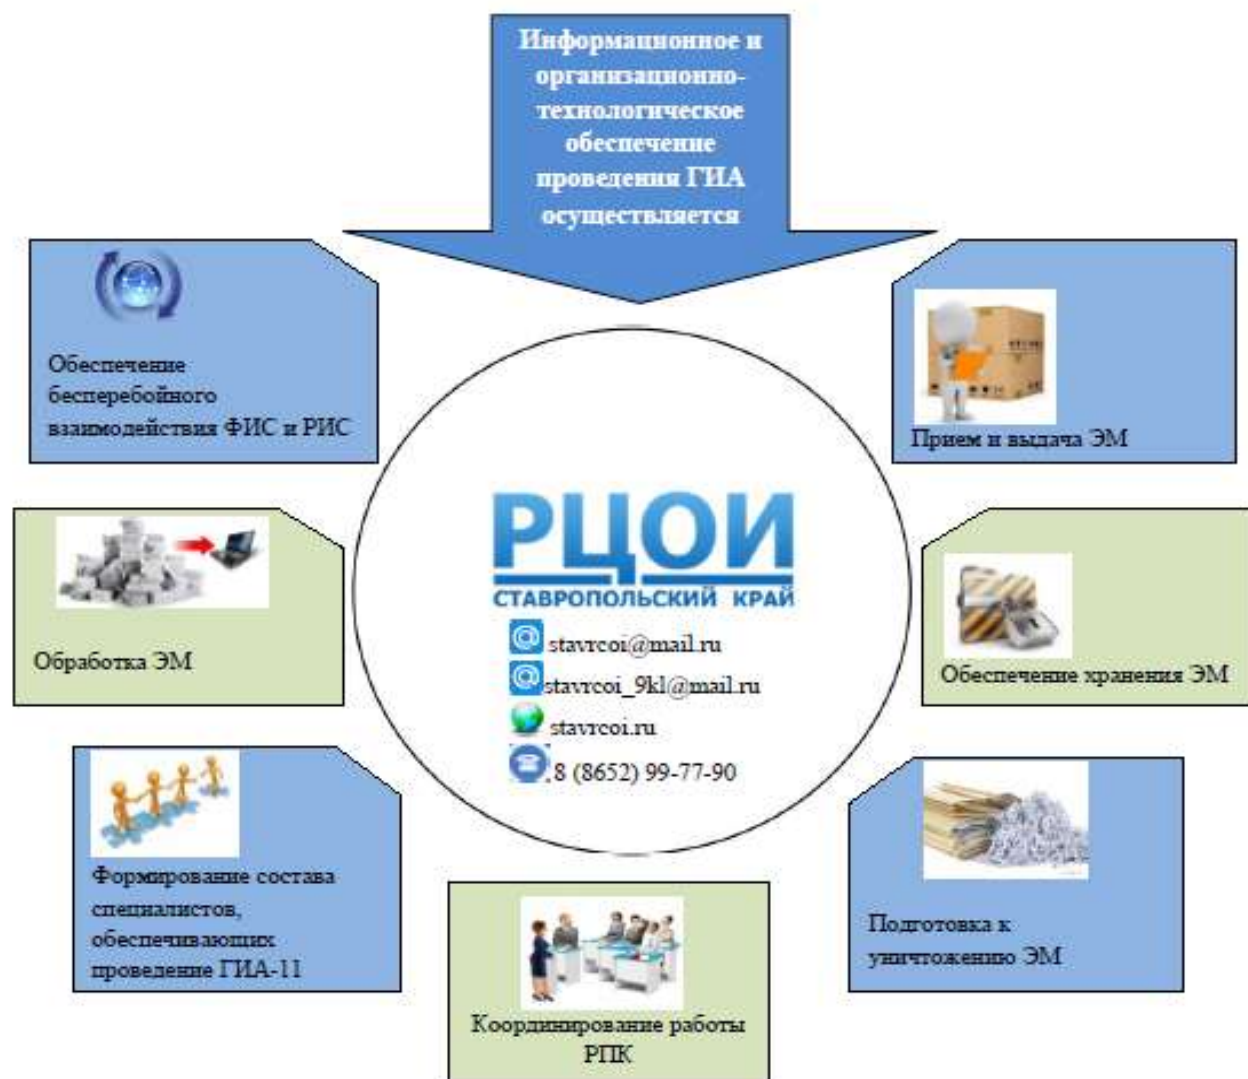 Информационное и
организационно-
технологическое
обеспечение
проведения ГИА
осуществляется
Обеспечение
бесперебойного
взаимодействия ФИС и РИС
Прием и выдача ЭМ
РЦОИ
СТАВРОПОЛЬСКИЙ КРАЙ
stavrcoi@mail.ru
stavrcoi_9kl@mail.ru
stavrcoi.ru
8 (8652) 99-77-90
Обработка ЭМ
Обеспечение хранения ЭМ
Формирование состава
специалистов,
обеспечивающих
проведение ГИА-11
Координирование работы
РПК
Подготовка к
уничтожению ЭМ